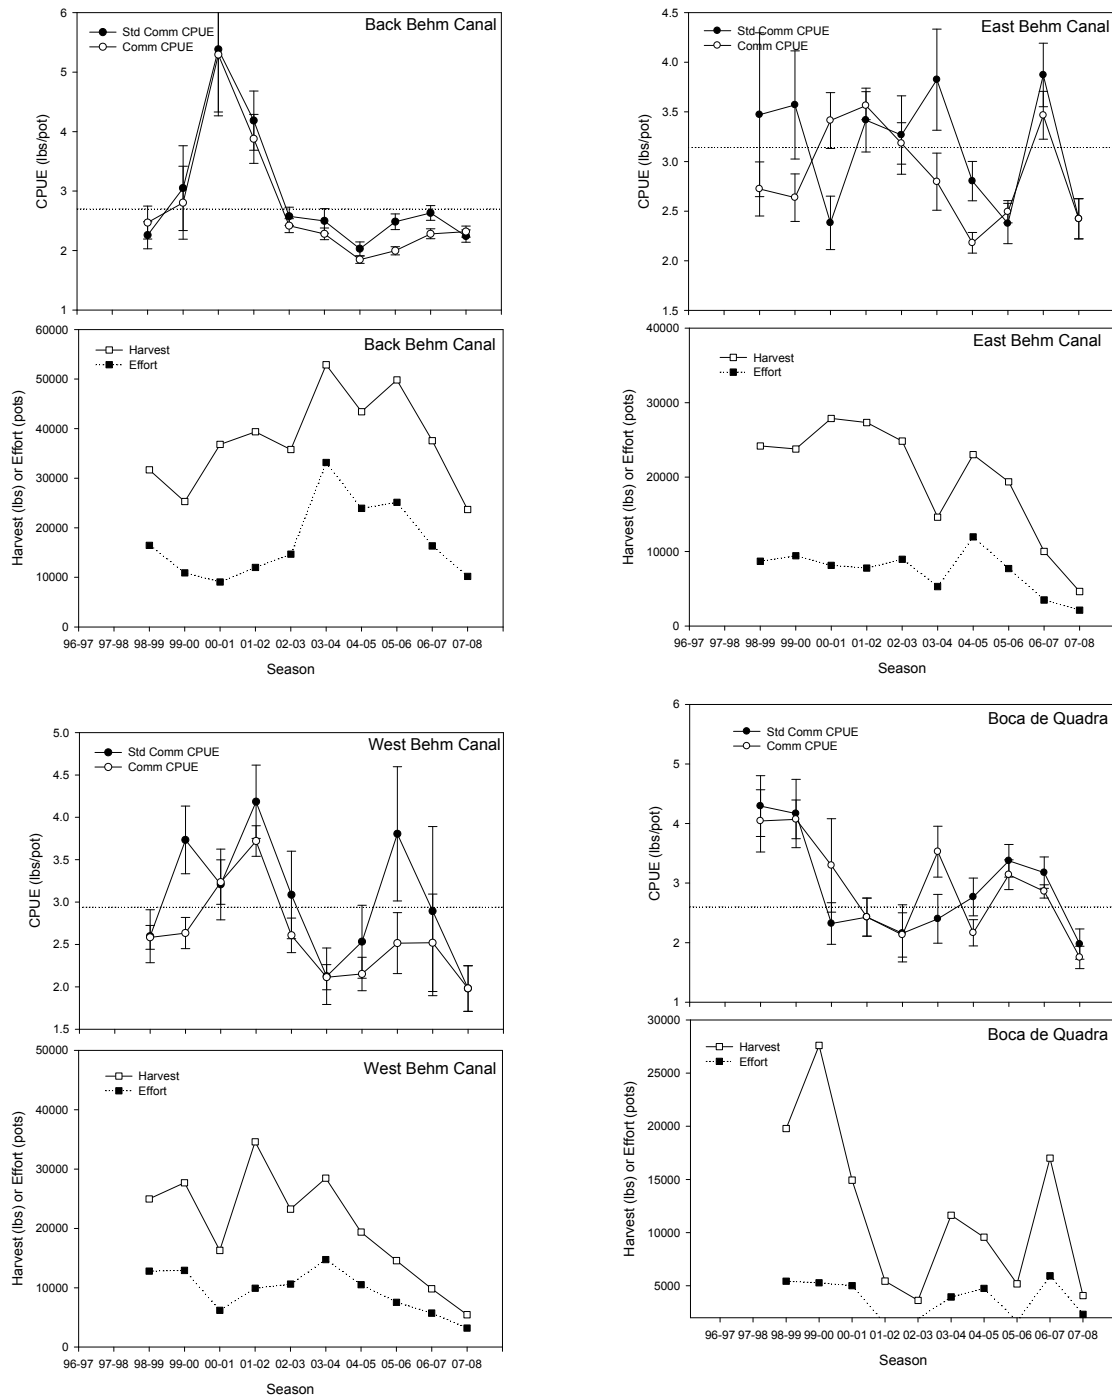 Back Behm Canal
Std Comm CPUE
Comm CPUE
CPUE (lbs/pot)
6
5
4
3
2
1
Back Behm Canal
Harvest
Effort
Harvest (lbs) or Effort (pots)
60000
50000
40000
30000
20000
10000
0
96-97 97-98 98-99 99-00 00-01 01-02 02-03 03-04 04-05 05-06 06-07 07-08
Season
East Behm Canal
Std Comm CPUE
Comm CPUE
CPUE (lbs/pot)
4.5
4.0
3.5
3.0
2.5
2.0
1.5
East Behm Canal
Harvest
Effort
Harvest (lbs) or Effort (pots)
40000
30000
20000
10000
0
96-97 97-98 98-99 99-00 00-01 01-02 02-03 03-04 04-05 05-06 06-07 07-08
Season
West Behm Canal
Std Comm CPUE
Comm CPUE
CPUE (lbs/pot)
5.0
4.5
4.0
3.5
3.0
2.5
2.0
1.5
West Behm Canal
Harvest
Effort
Harvest (lbs) or Effort (pots)
50000
40000
30000
20000
10000
0
96-97 97-98 98-99 99-00 00-01 01-02 02-03 03-04 04-05 05-06 06-07 07-08
Season
Boca de Quadra
Std Comm CPUE
Comm CPUE
CPUE (lbs/pot)
6
5
4
3
2
1
Boca de Quadra
Harvest
Effort
Harvest (lbs) or Effort (pots)
30000
25000
20000
15000
10000
5000
96-97 97-98 98-99 99-00 00-01 01-02 02-03 03-04 04-05 05-06 06-07 07-08
Season